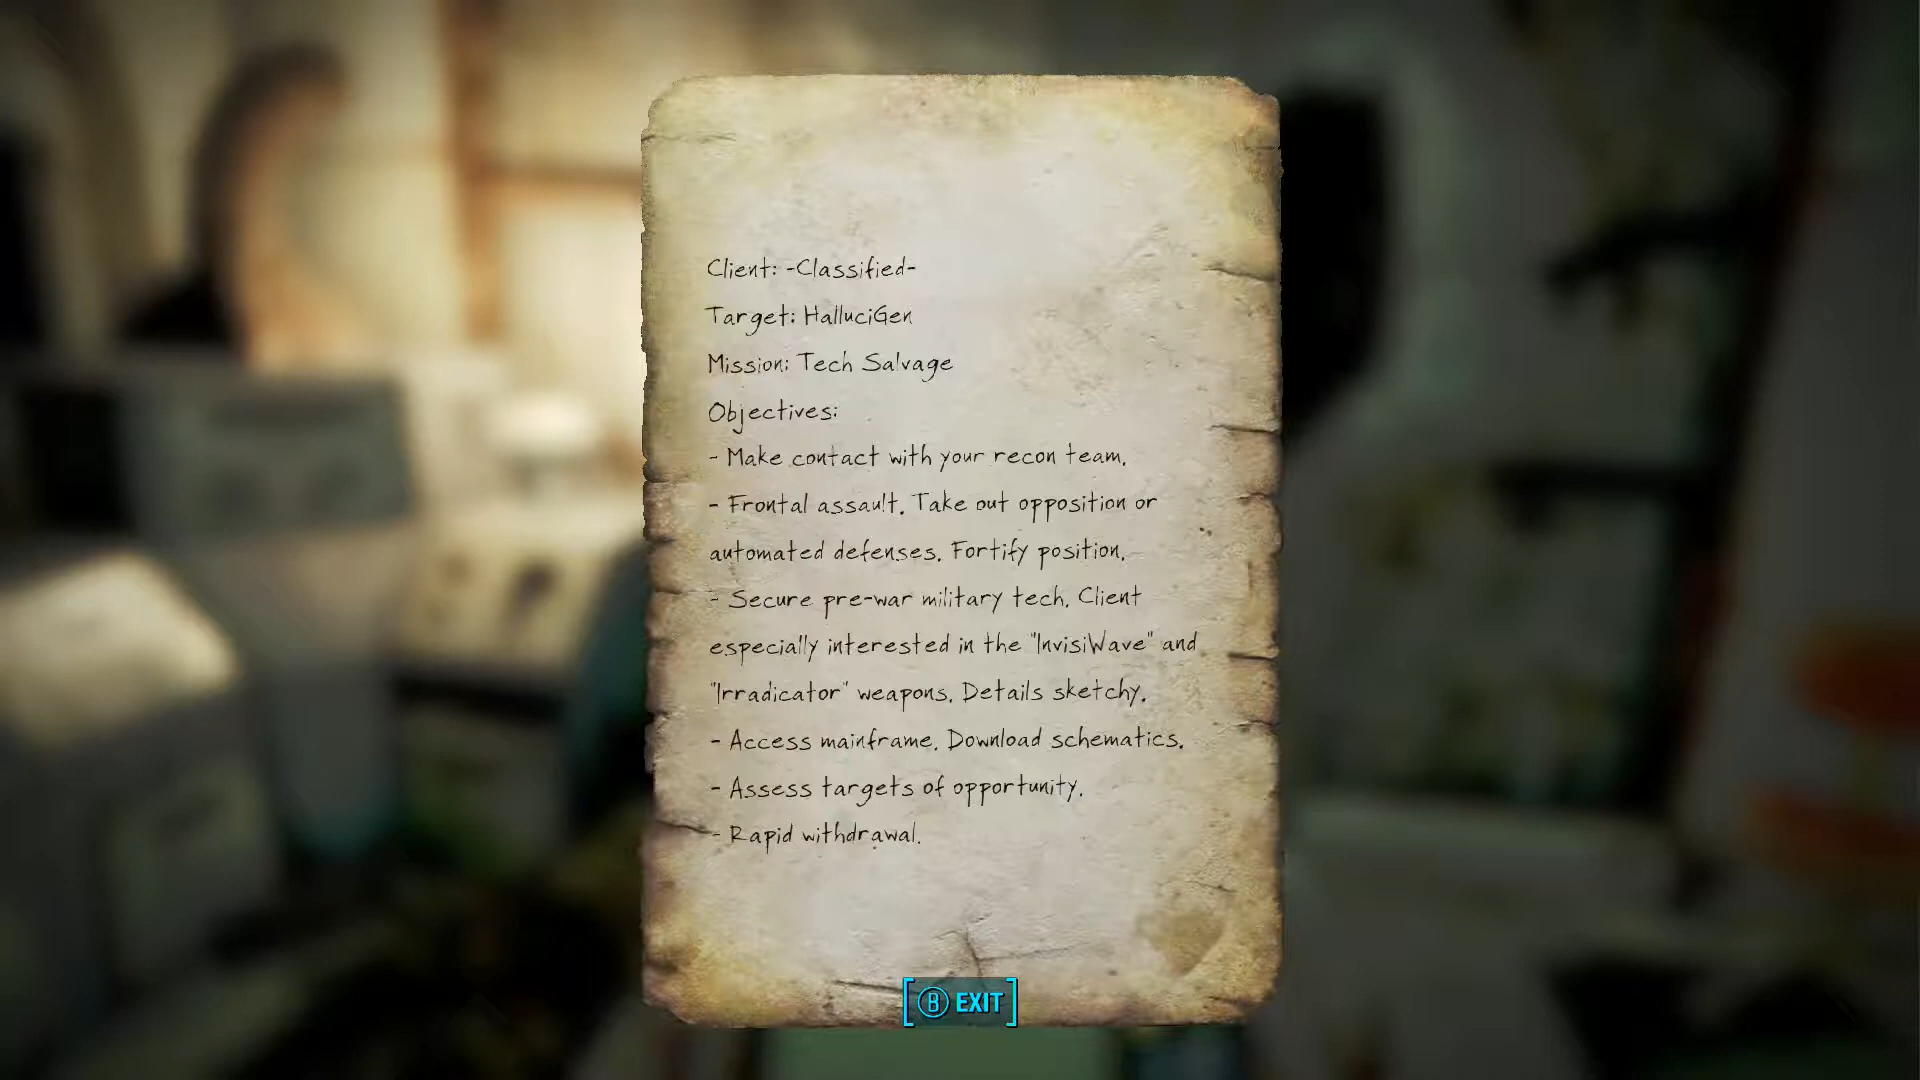 Client: -Classified-
Target: HalluciGen
Mission: Tech Salvage
Objectives:
- Make contact with your recon team.
- Frontal assault. Take out opposition or
automated defenses. Fortify position.
- Secure pre-war military tech. Client
especially interested in the "InvisiWave" and
"Irradicator" weapons. Details sketchy.
- Access mainframe. Download schematics.
- Assess targets of opportunity.
- Rapid withdrawal.
B EXIT